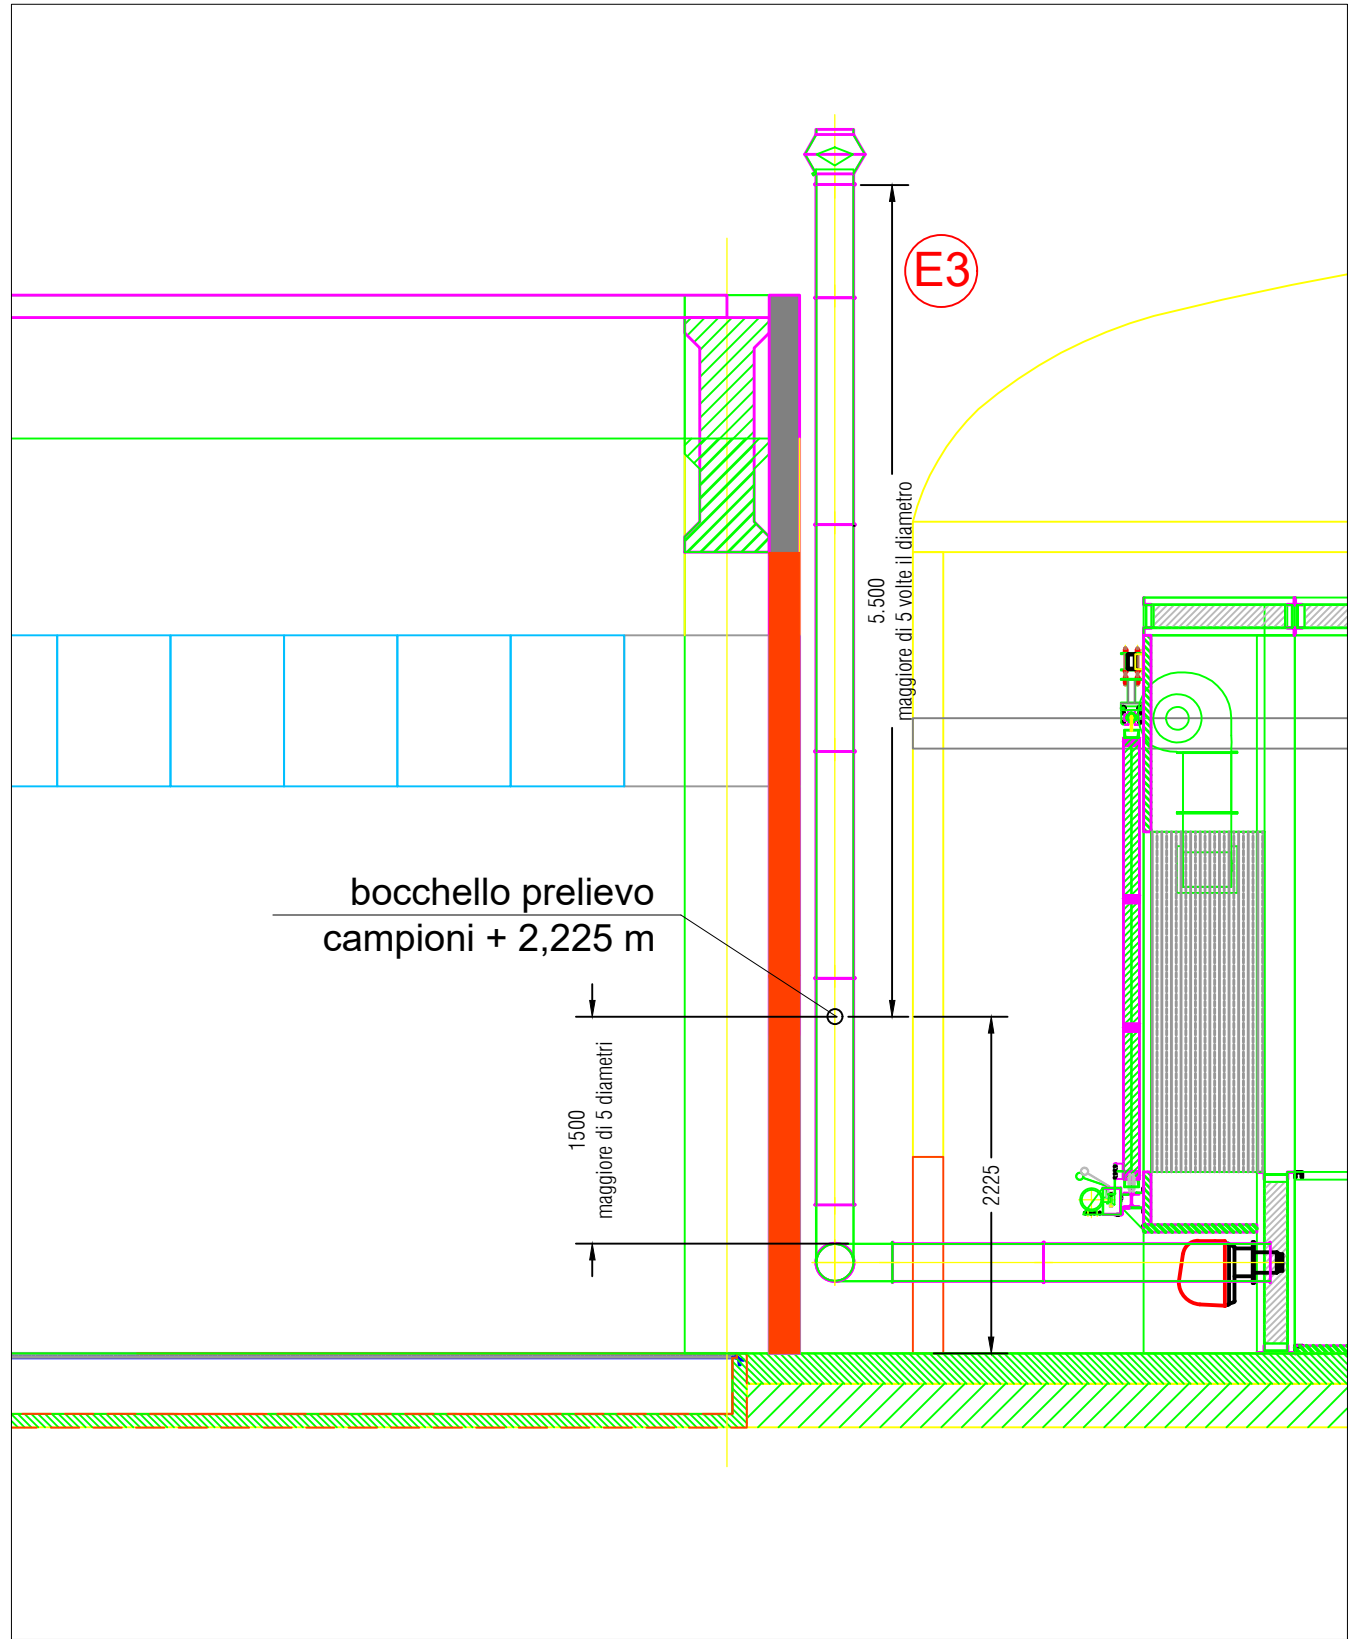 E3
5.500
maggiore di 5 volte il diametro
bocchello prelievo
campioni + 2,225 m
1500
maggiore di 5 diametri
2225